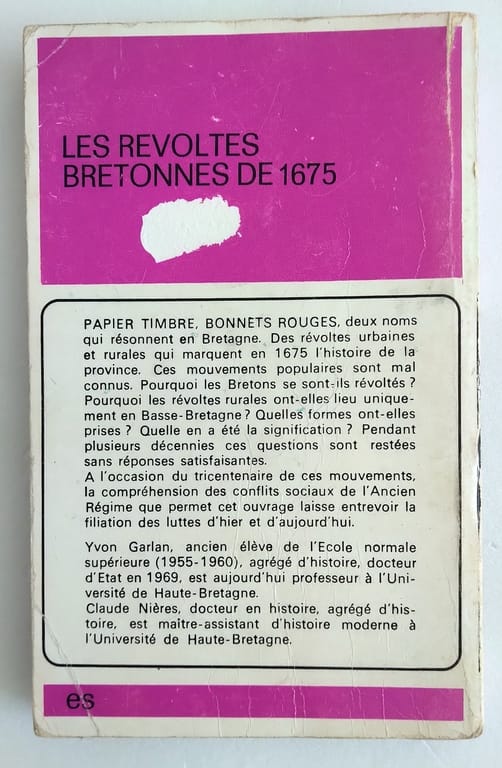 LES REVOLTES
BRETONNES DE 1675
PAPIER TIMBRE, BONNETS ROUGES, deux noms
qui résonnent en Bretagne. Des révoltes urbaines
et rurales qui marquent en 1675 l'histoire de la
province. Ces mouvements populaires sont mal
connus. Pourquoi les Bretons se sont-ils révoltés ?
Pourquoi les révoltes rurales ont-elles lieu unique-
ment en Basse-Bretagne ? Quelles formes ont-elles
prises ? Quelle en a été la signification ? Pendant
plusieurs décennies ces questions sont restées
sans réponses satisfaisantes.
A l'occasion du tricentenaire de ces mouvements,
la compréhension des conflits sociaux de l'Ancien
Régime que permet cet ouvrage laisse entrevoir la
filiation des luttes d'hier et d'aujourd'hui.
Yvon Garlan, ancien élève de l'Ecole normale
supérieure (1955-1960), agrégé d'histoire, docteur
d'Etat en 1969, est aujourd'hui professeur à l'Uni-
versité de Haute-Bretagne.
Claude Nières, docteur en histoire, agrégé d'his-
toire, est maître-assistant d'histoire moderne à
l'Université de Haute-Bretagne.
es